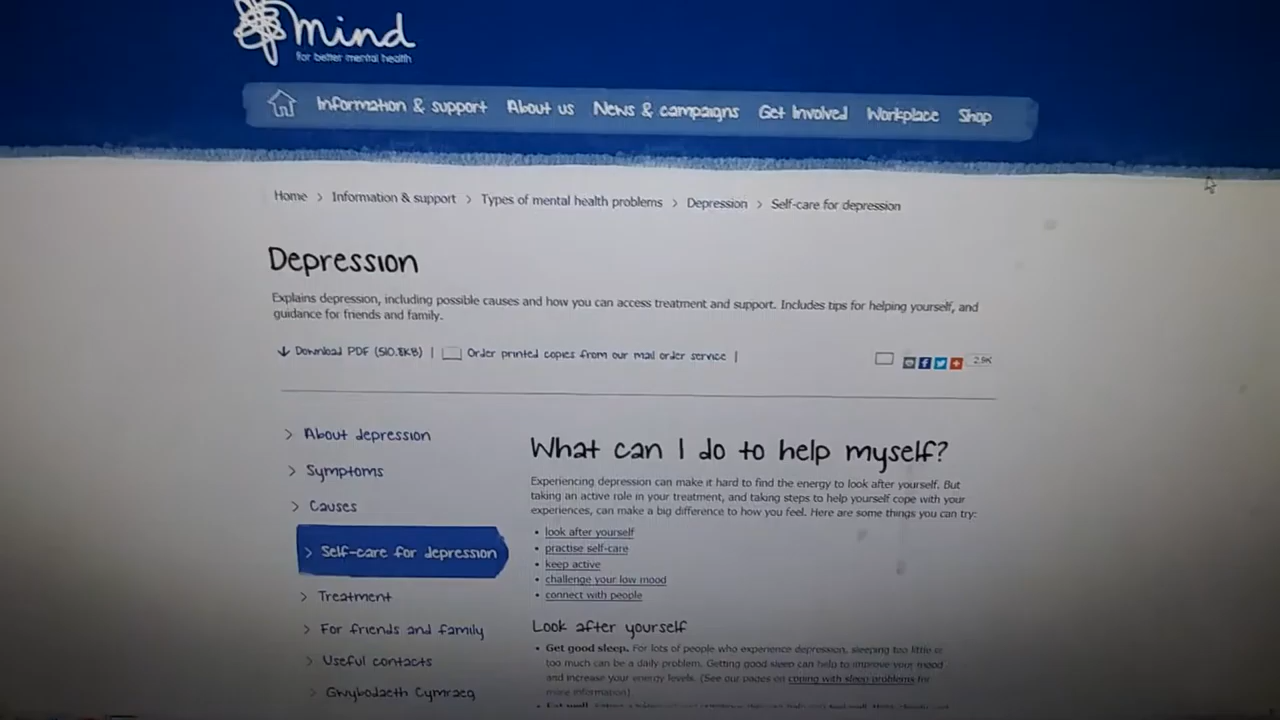 mind
for better mental health
Information & support About us News & campaigns Get Involved Workplace Shop
Home > Information & support > Types of mental health problems > Depression > Self-care for depression
Depression
Explains depression, including possible causes and how you can access treatment and support. Includes tips for helping yourself, and
guidance for friends and family.
Download PDF (510.8KB) | Order printed copies from our mail order service |
2.9K
> About depression
> Symptoms
> Causes
> Self-care for depression
> Treatment
> For friends and family
> Useful contacts
> Gwybodaeth Cymraeg
What can I do to help myself?
Experiencing depression can make it hard to find the energy to look after yourself. But
taking an active role in your treatment, and taking steps to help yourself cope with your
experiences, can make a big difference to how you feel. Here are some things you can try:
• look after yourself
• practise self-care
• keep active
• challenge your low mood
• connect with people
Look after yourself
• Get good sleep. For lots of people who experience depression, sleeping too little or
too much can be a daily problem. Getting good sleep can help to improve your mood
and increase your energy levels. (See our pages on coping with sleep problems for
more information)